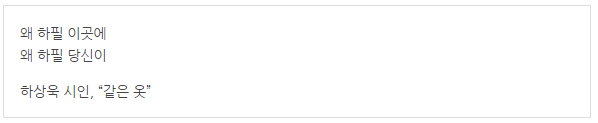 왜 하필 이곳에
왜 하필 당신이
하상욱 시인, “같은 옷”